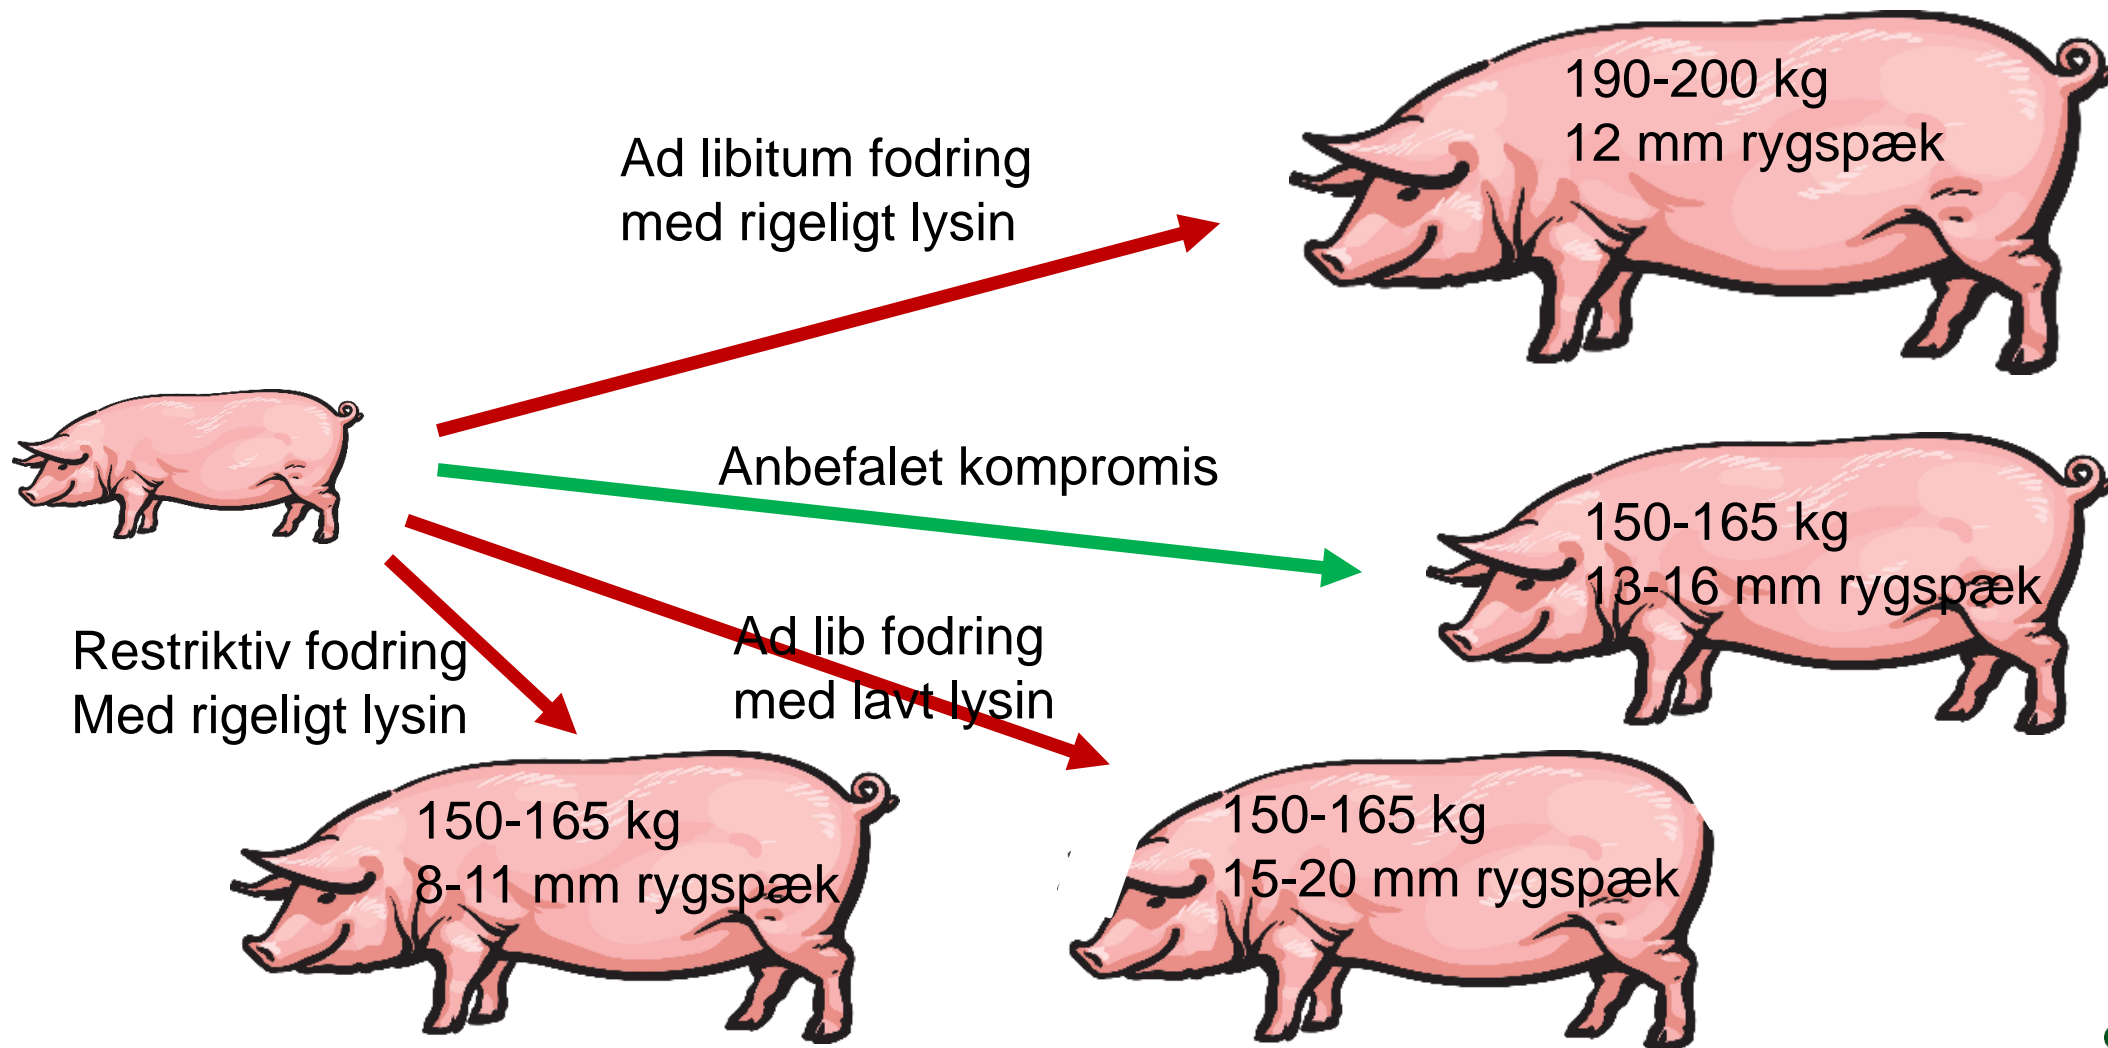 190-200 kg
12 mm rygspæk
Ad libitum fodring
med rigeligt lysin
Anbefalet kompromis
150-165 kg
13-16 mm rygspæk
Ad lib fodring
med lavt lysin
Restriktiv fodring
Med rigeligt lysin
150-165 kg
8-11 mm rygspæk
150-165 kg
15-20 mm rygspæk